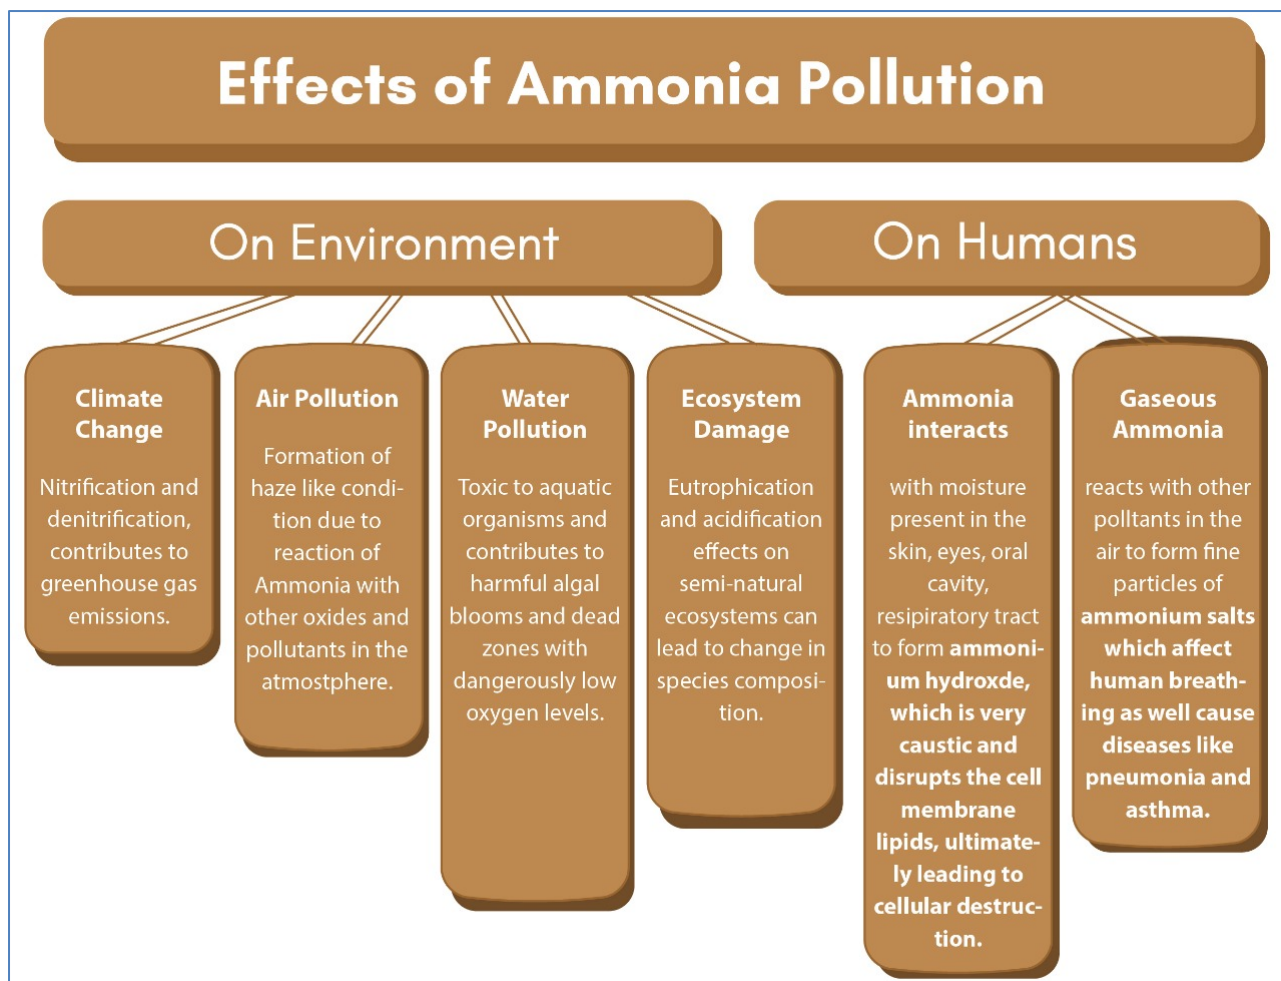 Effects of Ammonia Pollution
On Environment
On Humans
Climate
Change
Nitrification and
denitrification,
contributes to
greenhouse gas
emissions.
Air Pollution
Formation of
haze like condi-
tion due to
reaction of
Ammonia with
other oxides and
pollutants in the
atmostphere.
Water
Pollution
Toxic to aquatic
organisms and
contributes to
harmful algal
blooms and dead
zones with
dangerously low
oxygen levels.
Ecosystem
Damage
Eutrophication
and acidification
effects on
semi-natural
ecosystems can
lead to change in
species composi-
tion.
Ammonia
interacts
with moisture
present in the
skin, eyes, oral
cavity,
resipiratory tract
to form ammoni-
um hydroxde,
which is very
caustic and
disrupts the cell
membrane
lipids, ultimate-
ly leading to
cellular destruc-
tion.
Gaseous
Ammonia
reacts with other
polltants in the
air to form fine
particles of
ammonium salts
which affect
human breath-
ing as well cause
diseases like
pneumonia and
asthma.